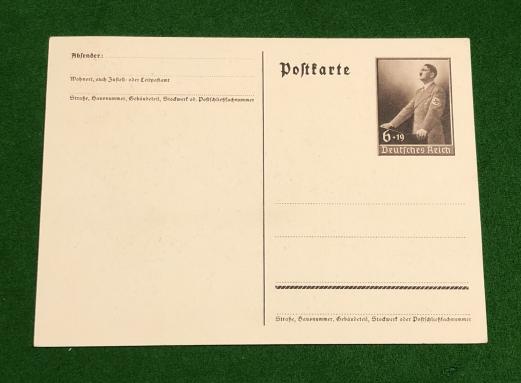 Absender:
Wohnort, auch Zustell- oder Leitpostamt
Straße, Hausnummer, Gebäudeteil, Stockwerk od. Postschließfachnummer
Postkarte
6+19
Deutsches Reich
Straße, Hausnummer, Gebäudeteil, Stockwerk oder Postschließfachnummer